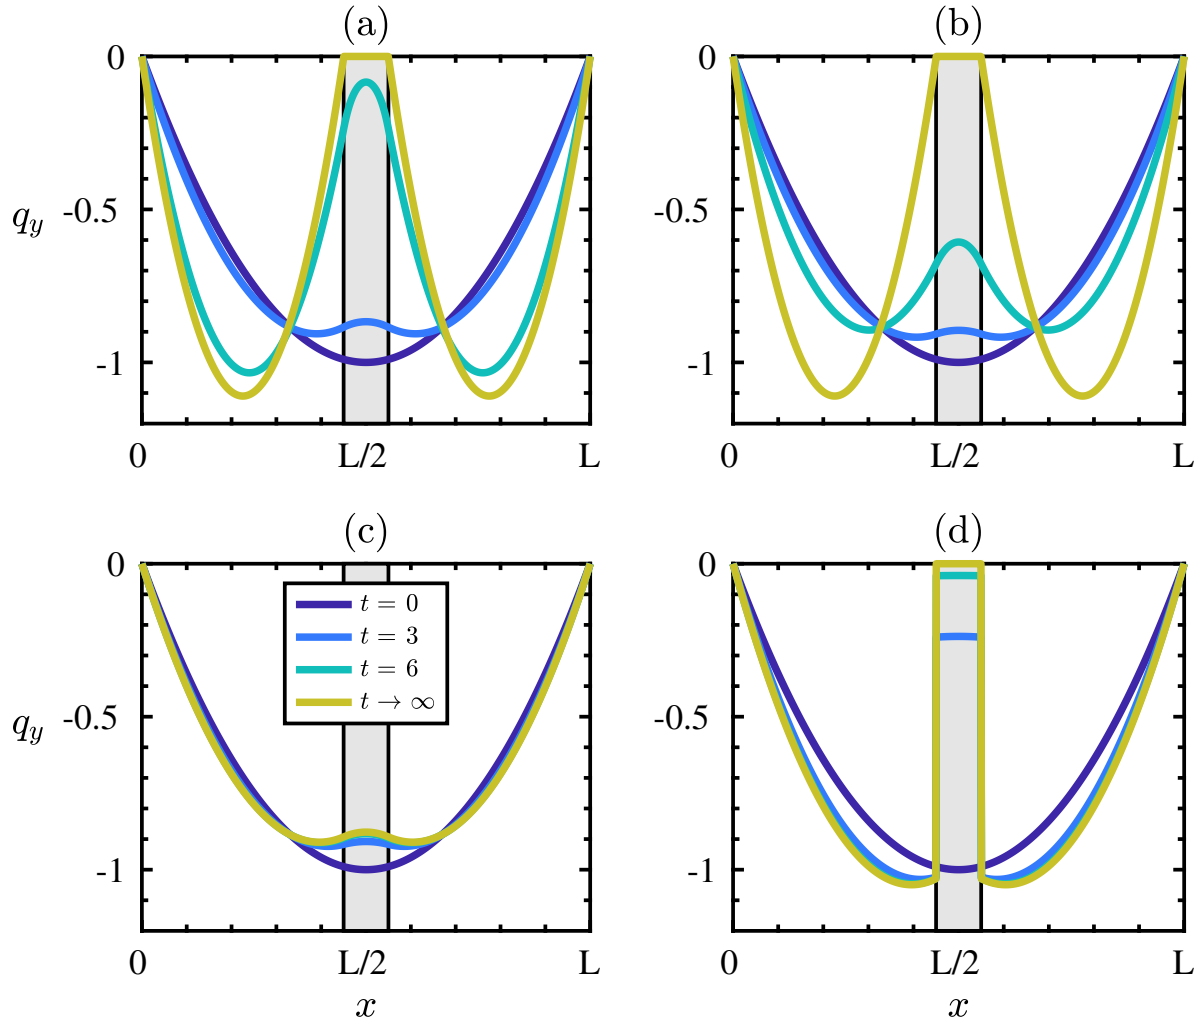 (a)
(b)
0
-0.5
-1
q_y
0
L/2
L
0
-0.5
-1
0
L/2
L
(c)
(d)
0
-0.5
-1
q_y
t = 0
t = 3
t = 6
t → ∞
0
L/2
L
x
0
-0.5
-1
0
L/2
L
x